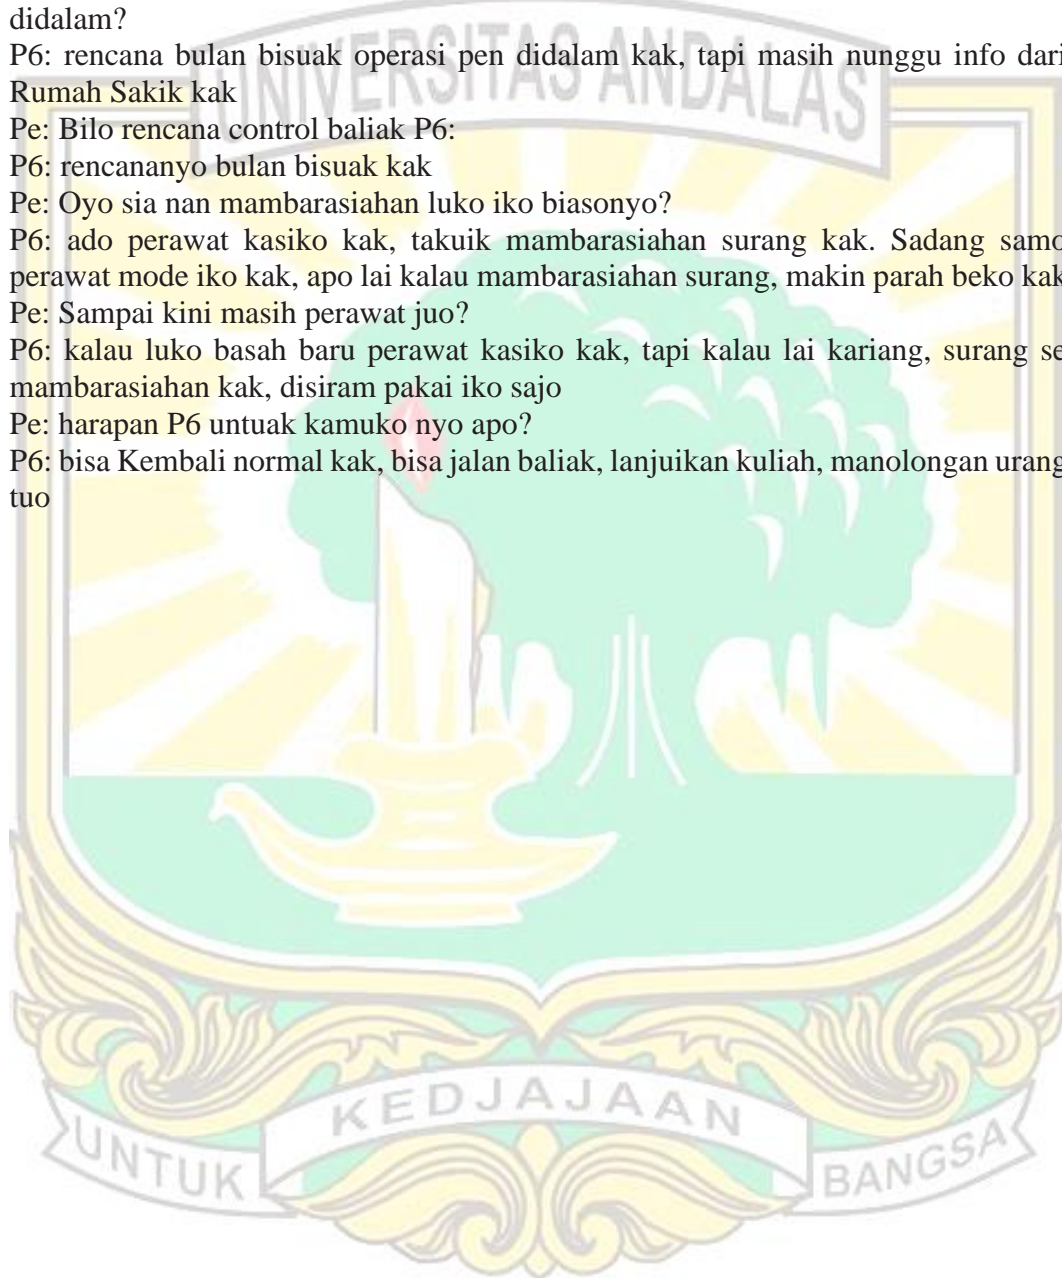 didalam?
P6: rencana bulan bisuak operasi pen didalam kak, tapi masih nunggu info dari
Rumah Sakik kak
Pe: Bilo rencana control baliak P6:
P6: rencananyo bulan bisuak kak
Pe: Oyo sia nan mambarasiahan luko iko biasonyo?
P6: ado perawat kasiko kak, takuik mambarasiahan surang kak. Sadang samo
perawat mode iko kak, apo lai kalau mambarasiahan surang, makin parah beko kak
Pe: Sampai kini masih perawat juo?
P6: kalau luko basah baru perawat kasiko kak, tapi kalau lai kariang, surang se
mambarasiahan kak, disiram pakai iko sajo
Pe: harapan P6 untuak kamuko nyo apo?
P6: bisa Kembali normal kak, bisa jalan baliak, lanjuikan kuliah, manolongan urang
tuo
UNIVERSITAS ANDALAS
UNTUK KEDJAJAAN BANGSA